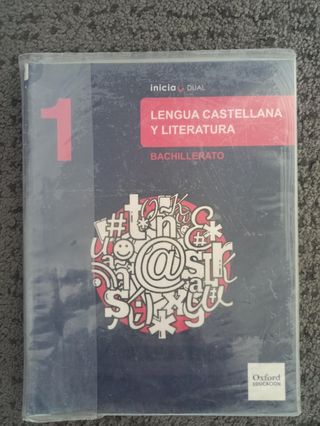 inicia DUAL
1
LENGUA CASTELLANA
Y LITERATURA
BACHILLERATO
Oxford
EDUCACIÓN